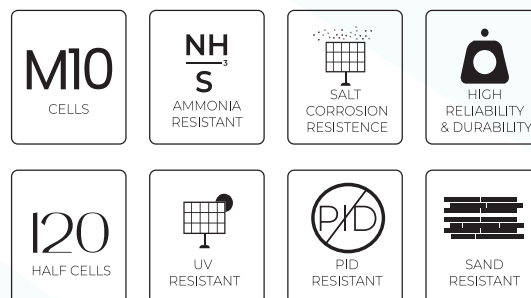 M10
CELLS
NH
3
S
AMMONIA
RESISTANT
SALT
CORROSION
RESISTENCE
HIGH
RELIABILITY
& DURABILITY
120
HALF CELLS
UV
RESISTANT
PID
PID
RESISTANT
SAND
RESISTANT